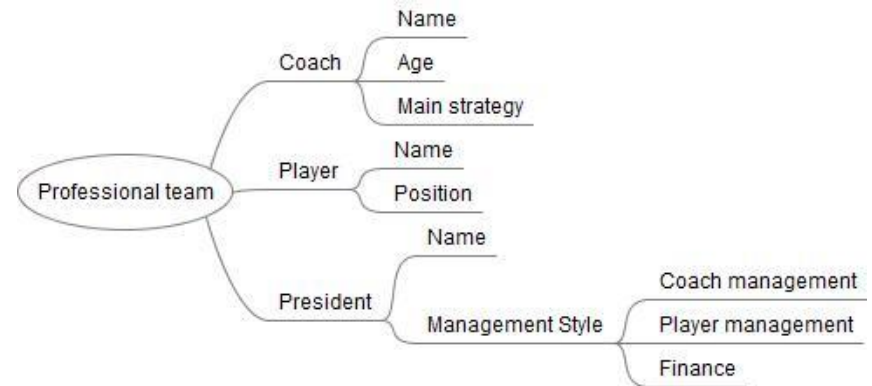 Professional team
Coach
Name
Age
Main strategy
Player
Name
Position
President
Name
Management Style
Coach management
Player management
Finance